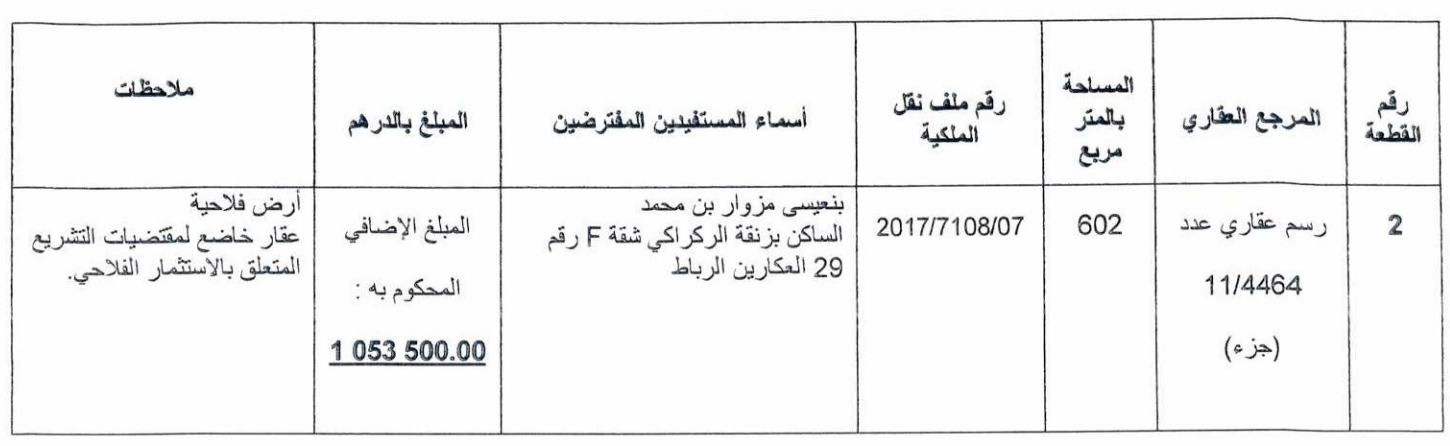 رقم
القطعة
المرجع العقاري
المساحة
بالمتر
مربع
رقم ملف نقل
الملكية
أسماء المستفيدين المفترضين
المبلغ بالدرهم
ملاحظات
2
رسم عقاري عدد
11/4464
(جزء)
602
2017/7108/07
بنعيسى مزوار بن محمد
الساكن بزنقة الركراكي شقة F رقم
29 العكارين الرباط
المبلغ الإضافي
المحكوم به :
1 053 500.00
أرض فلاحية
عقار خاضع لمقتضيات التشريع
المتعلق بالاستثمار الفلاحي.